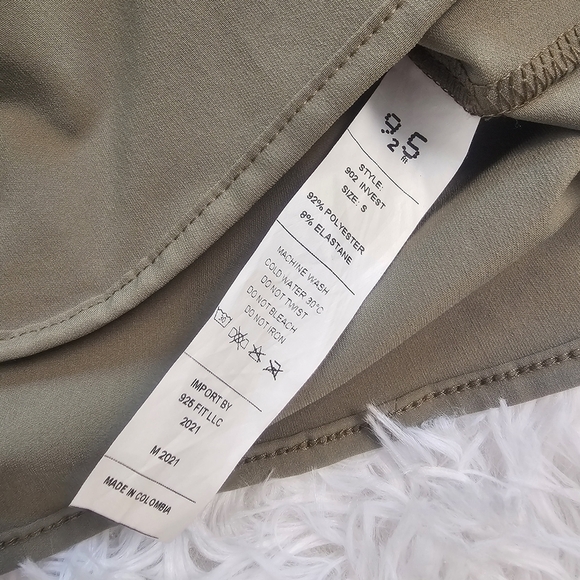 .925
fit
STYLE:
902 INVEST
SIZE: S
92% POLYESTER
8% ELASTANE
MACHINE WASH
COLD WATER 30°C
DO NOT TWIST
DO NOT BLEACH
DO NOT IRON
IMPORT BY
925 FIT LLC
2021
M 2021
MADE IN COLOMBIA